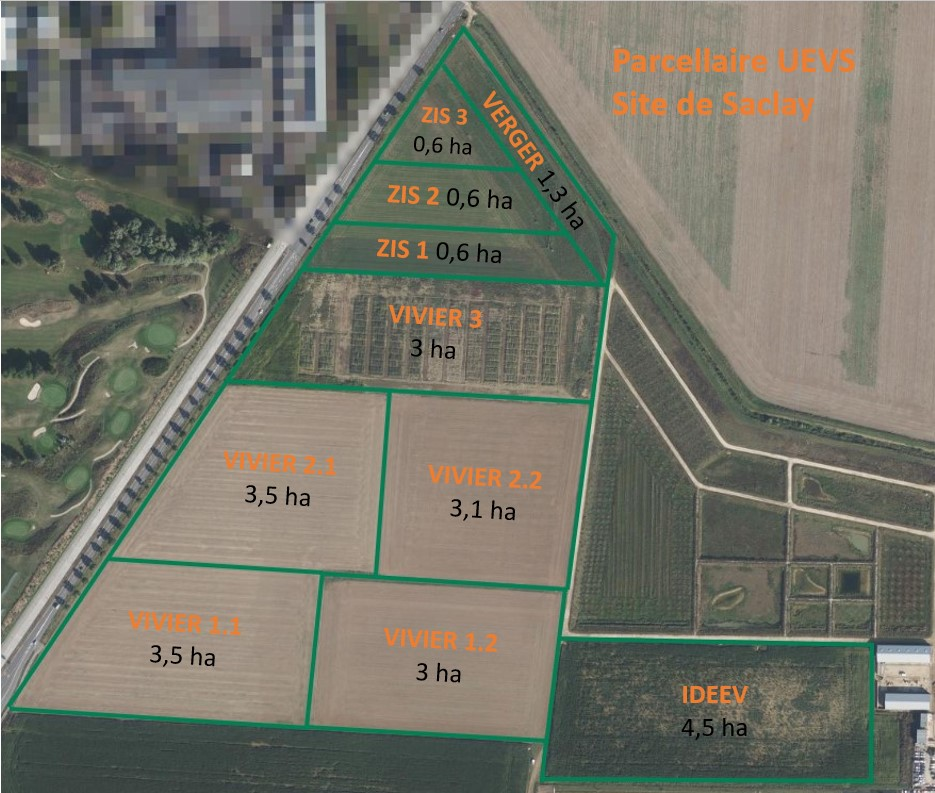 Parcellaire UEVS
Site de Saclay
VERGER 1,3 ha
ZIS 3
0,6 ha
ZIS 2 0,6 ha
ZIS 1 0,6 ha
VIVIER 3
3 ha
VIVIER 2.1
3,5 ha
VIVIER 2.2
3,1 ha
VIVIER 1.1
3,5 ha
VIVIER 1.2
3 ha
IDEEV
4,5 ha